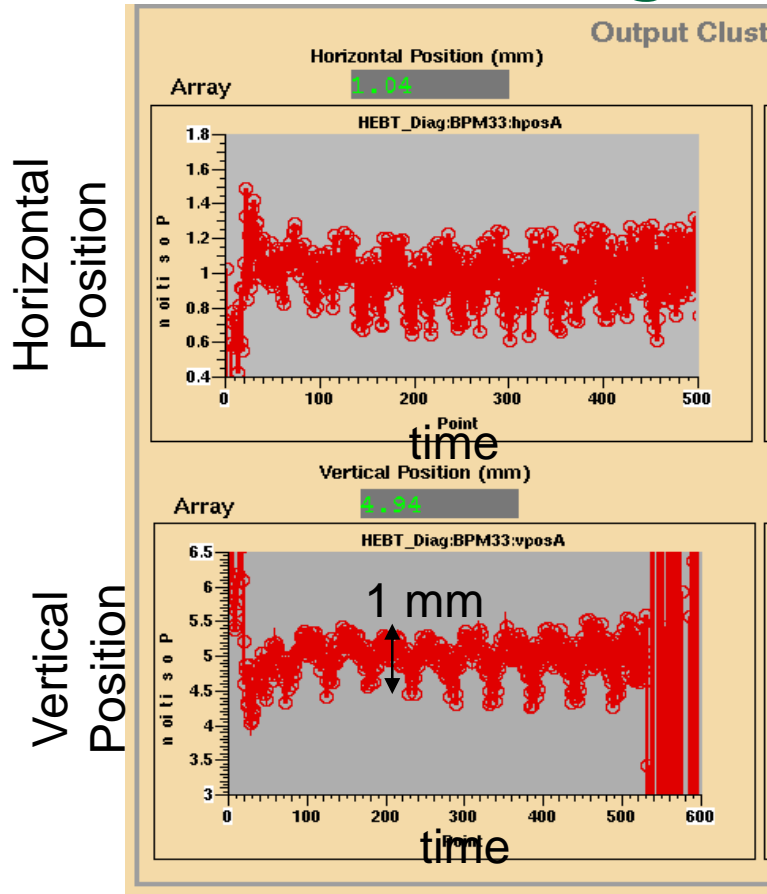 Output Clust
Horizontal Position (mm)
Array
1.04
HEBT_Diag:BPM33:hposA
Horizontal
Position
P o s iti o n
1.8
1.6
1.4
1.2
1
0.8
0.6
0.4
0 100 200 300 400 500
Point
time
Vertical Position (mm)
Array
4.94
HEBT_Diag:BPM33:vposA
Vertical
Position
P o s iti o n
6.5
6
5.5
5
4.5
4
3.5
3
1 mm
0 100 200 300 400 500 600
Point
time